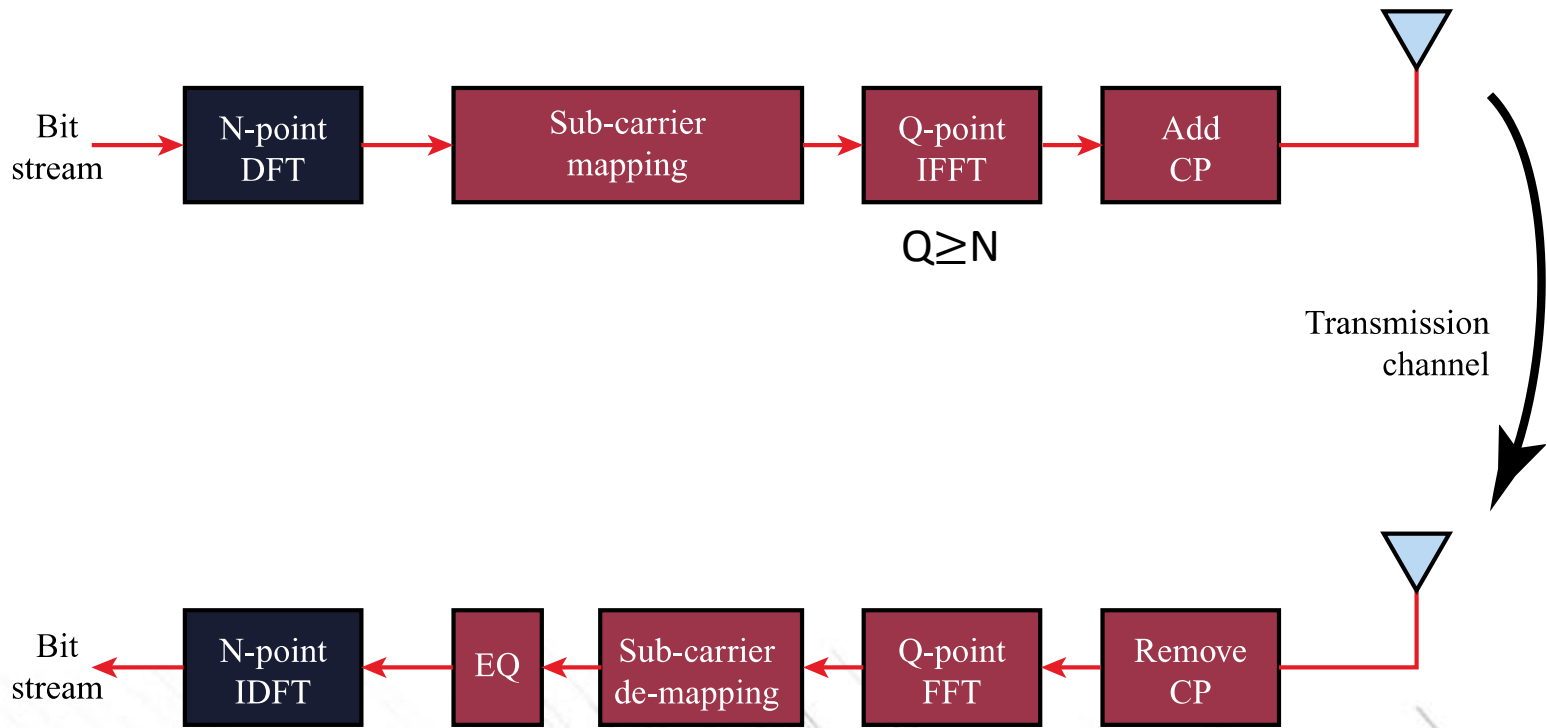 Bit
stream
N-point
DFT
Sub-carrier
mapping
Q-point
IFFT
Add
CP
Q≥N
Transmission
channel
Bit
stream
N-point
IDFT
EQ
Sub-carrier
de-mapping
Q-point
FFT
Remove
CP